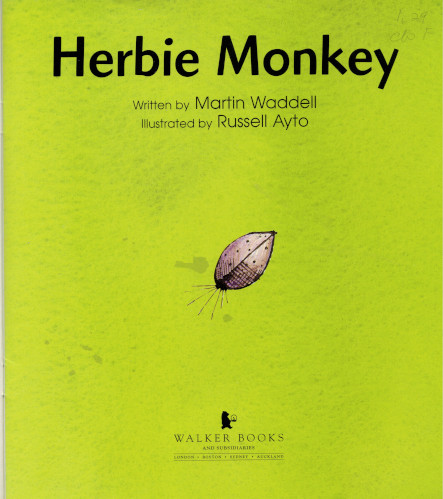 Herbie Monkey
Written by Martin Waddell
Illustrated by Russell Ayto
WALKER BOOKS
AND SUBSIDIARIES
LONDON • BOSTON • SYDNEY • AUCKLAND